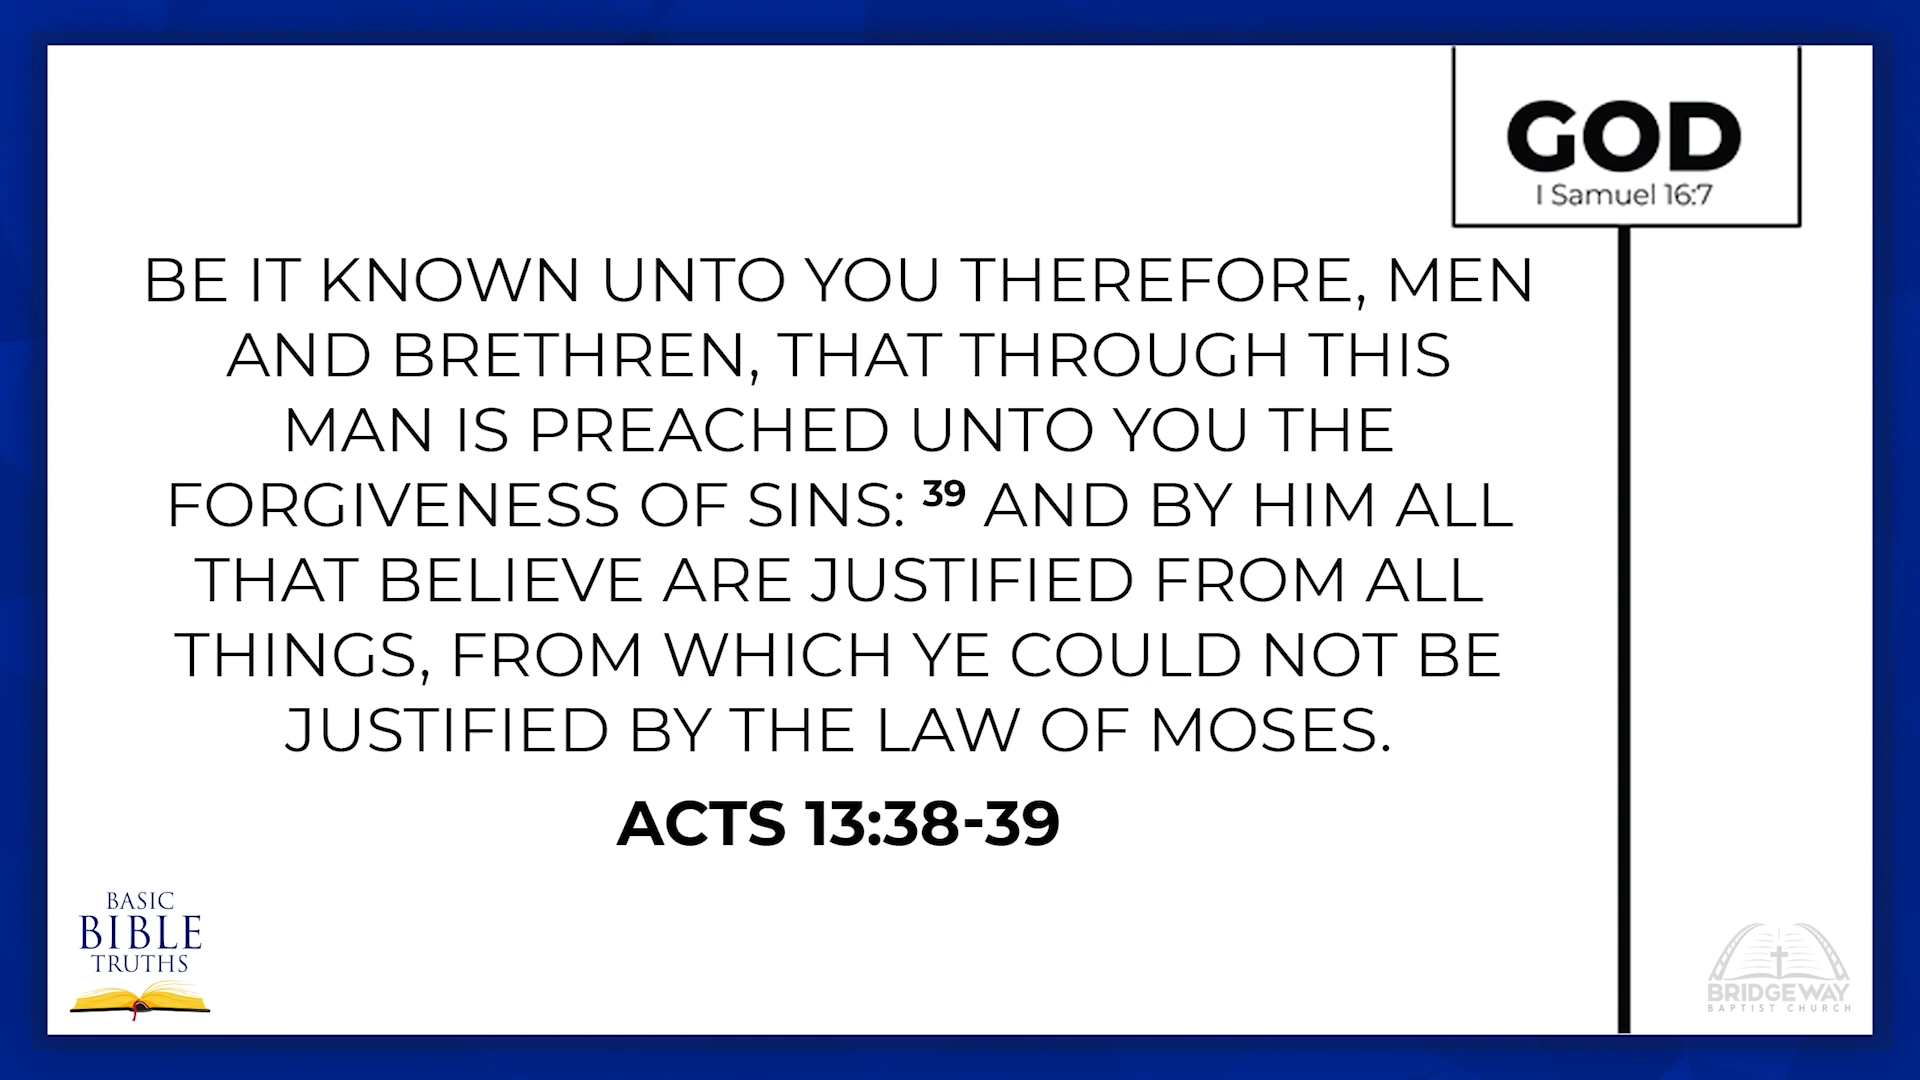 GOD
I Samuel 16:7
BE IT KNOWN UNTO YOU THEREFORE, MEN
AND BRETHREN, THAT THROUGH THIS
MAN IS PREACHED UNTO YOU THE
FORGIVENESS OF SINS: 39 AND BY HIM ALL
THAT BELIEVE ARE JUSTIFIED FROM ALL
THINGS, FROM WHICH YE COULD NOT BE
JUSTIFIED BY THE LAW OF MOSES.
ACTS 13:38-39
BASIC
BIBLE
TRUTHS
BRIDGEWAY
BAPTIST CHURCH